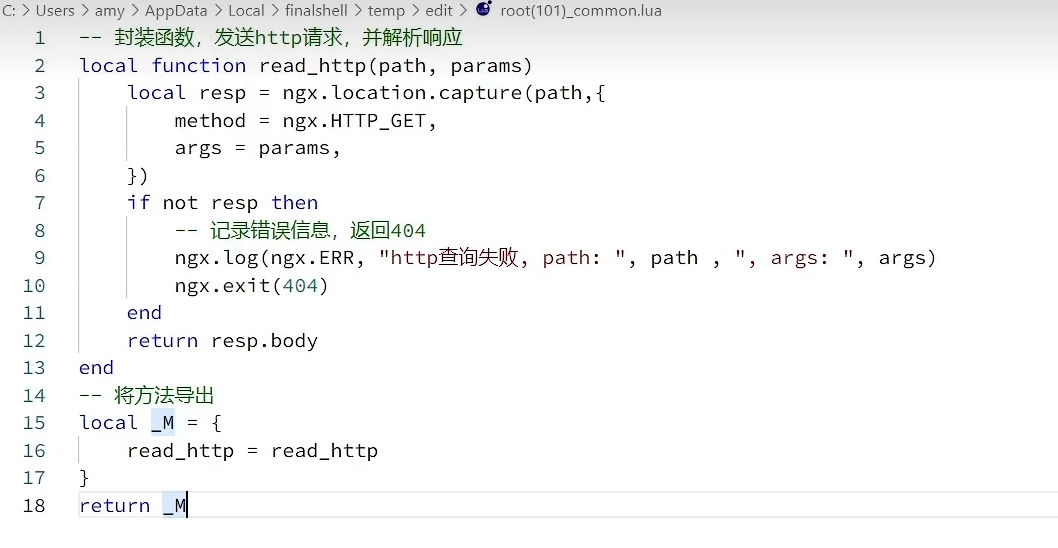 C: > Users > amy > AppData > Local > finalshell > temp > edit > root(101)_common.lua
1 -- 封装函数，发送http请求，并解析响应
2 local function read_http(path, params)
3     local resp = ngx.location.capture(path,{
4         method = ngx.HTTP_GET,
5         args = params,
6     })
7     if not resp then
8         -- 记录错误信息，返回404
9         ngx.log(ngx.ERR, "http查询失败, path: ", path , ", args: ", args)
10         ngx.exit(404)
11     end
12     return resp.body
13 end
14 -- 将方法导出
15 local _M = {
16     read_http = read_http
17 }
18 return _M